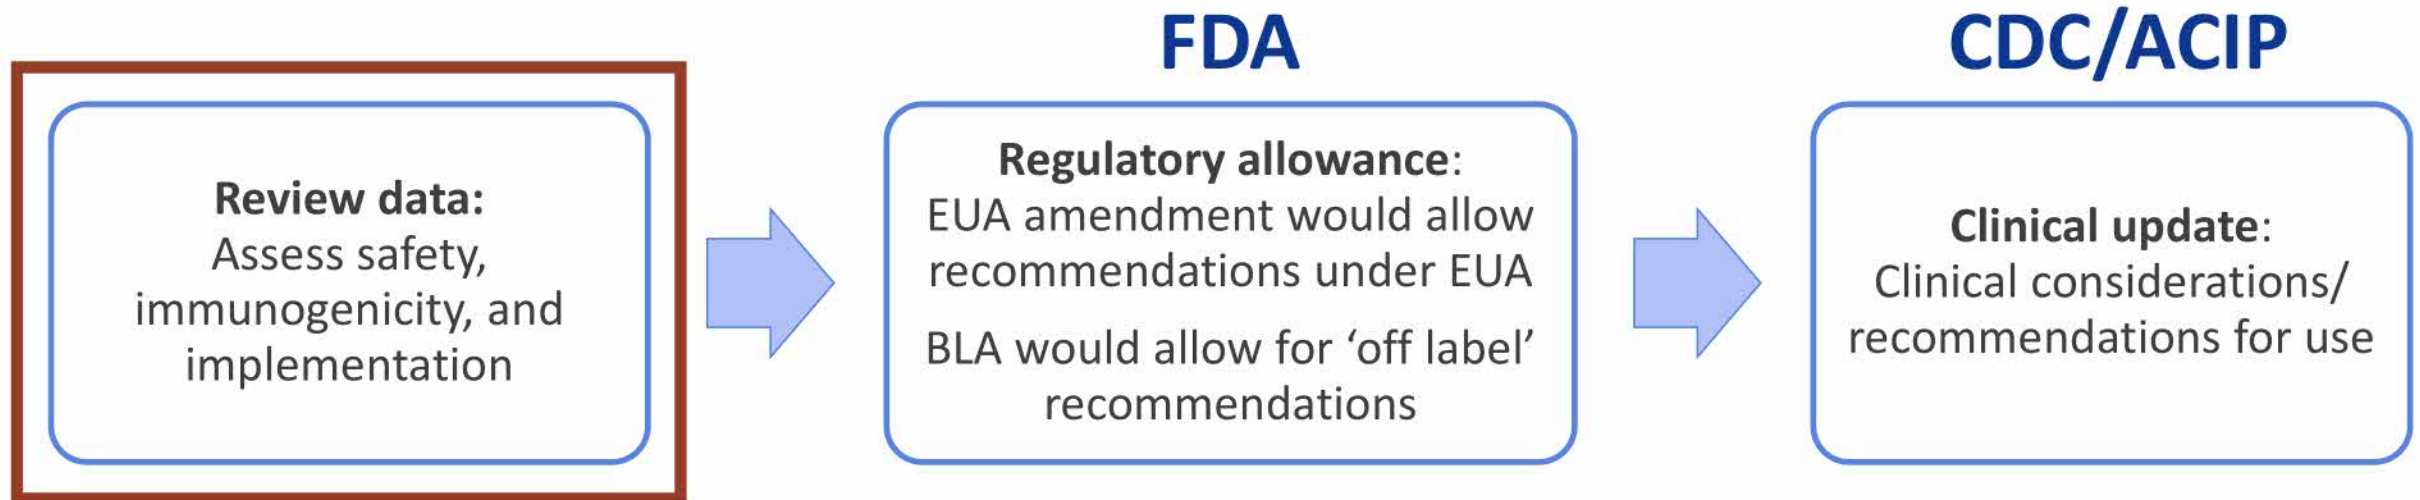 FDA
CDC/ACIP
Review data:
Assess safety,
immunogenicity, and
implementation
Regulatory allowance:
EUA amendment would allow
recommendations under EUA
BLA would allow for ‘off label’
recommendations
Clinical update:
Clinical considerations/
recommendations for use